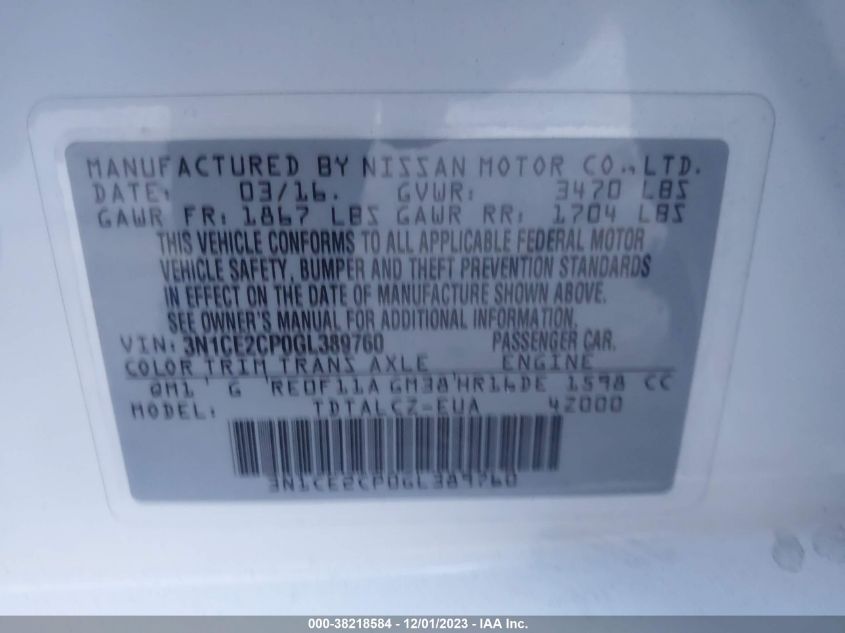 MANUFACTURED BY NISSAN MOTOR CO., LTD.
DATE: 03/16. GVWR: 3470 LBS
GAWR FR: 1867 LBS GAWR RR: 1704 LBS
THIS VEHICLE CONFORMS TO ALL APPLICABLE FEDERAL MOTOR
VEHICLE SAFETY, BUMPER AND THEFT PREVENTION STANDARDS
IN EFFECT ON THE DATE OF MANUFACTURE SHOWN ABOVE.
SEE OWNER'S MANUAL FOR ADDITIONAL INFORMATION.
VIN: 3N1CE2CP0GL389760 PASSENGER CAR.
COLOR TRIM TRANS AXLE ENGINE
QM1 ' G 'RE0F11A GM38'HR16DE 1598 CC
MODEL: TDTALCZ-EUA 42000
3N1CE2CP0GL389760
000-38218584 - 12/01/2023 - IAA Inc.